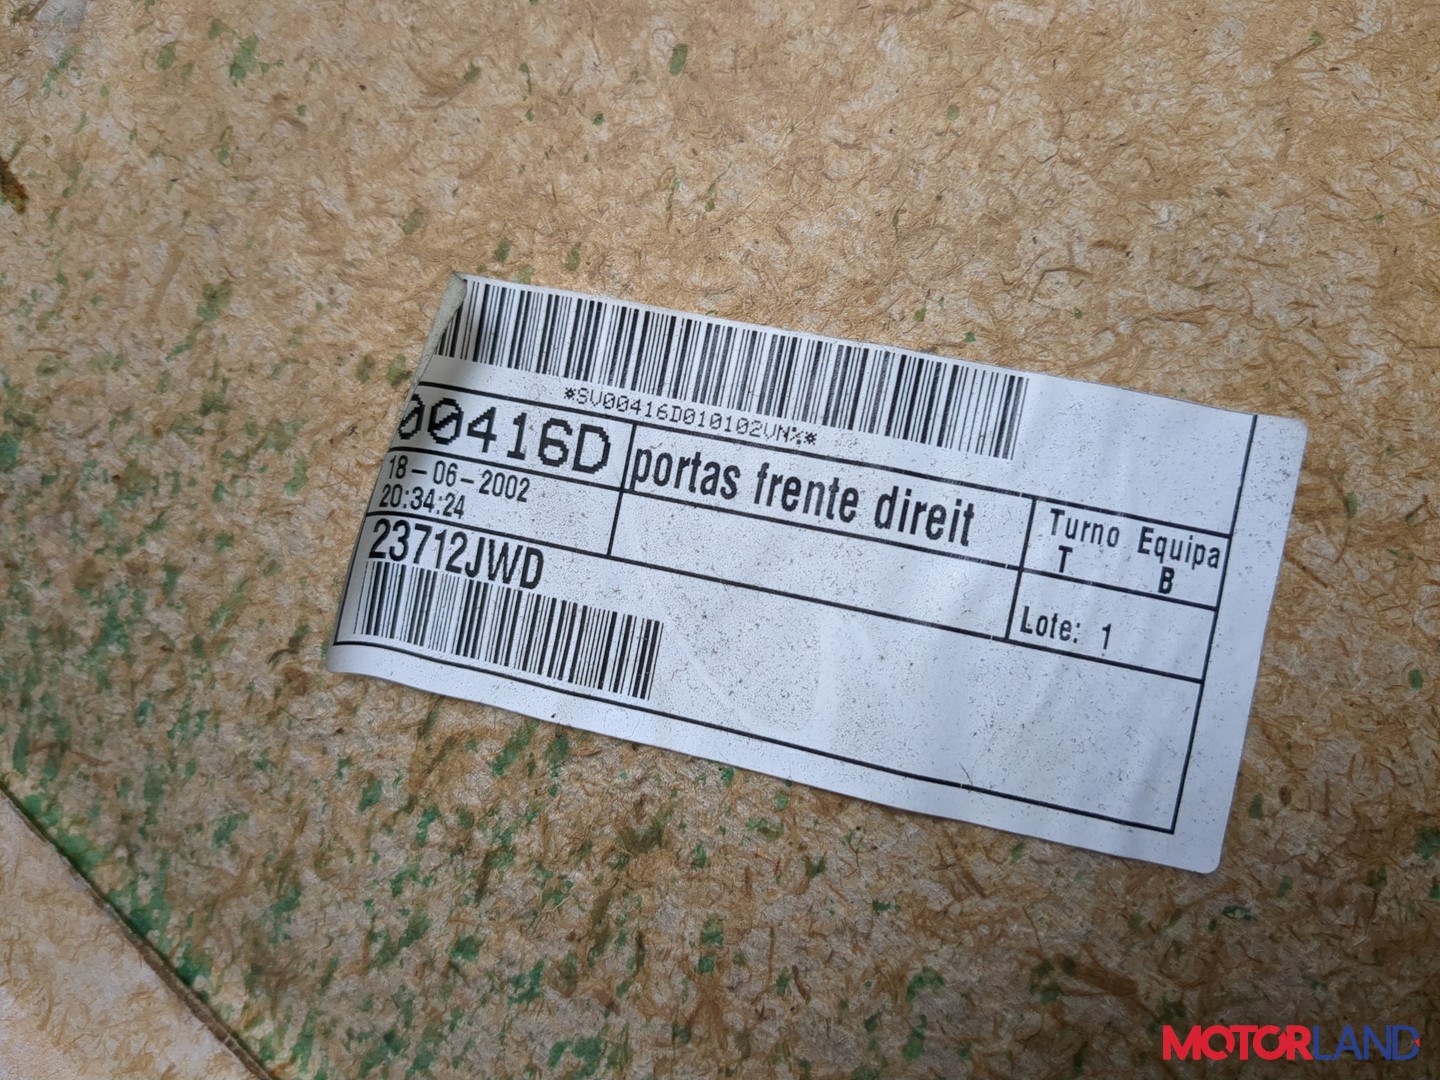 *SV00416D010102VN%*
00416D
portas frente direit
18-06-2002
20:34:24
Turno Equipa
T B
23712JWD
Lote: 1
MOTORLAND